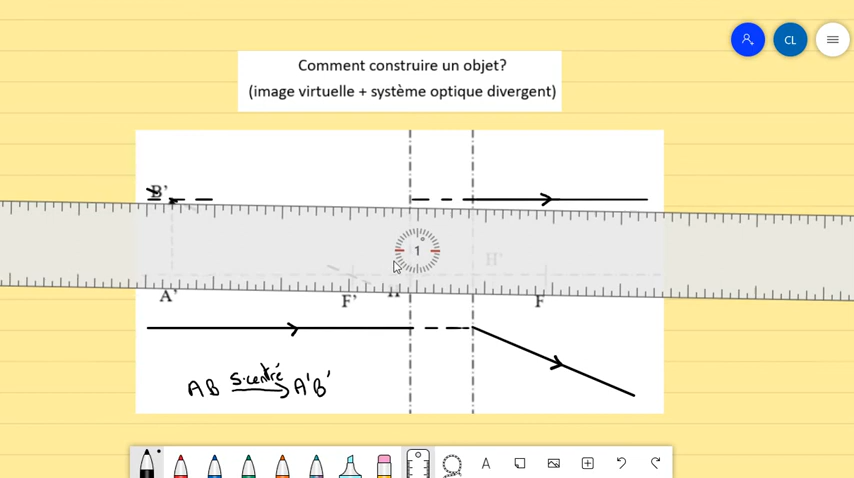 CL
Comment construire un objet?
(image virtuelle + système optique divergent)
B'
1°
H'
A' F' H F
AB s.centré A'B'
A